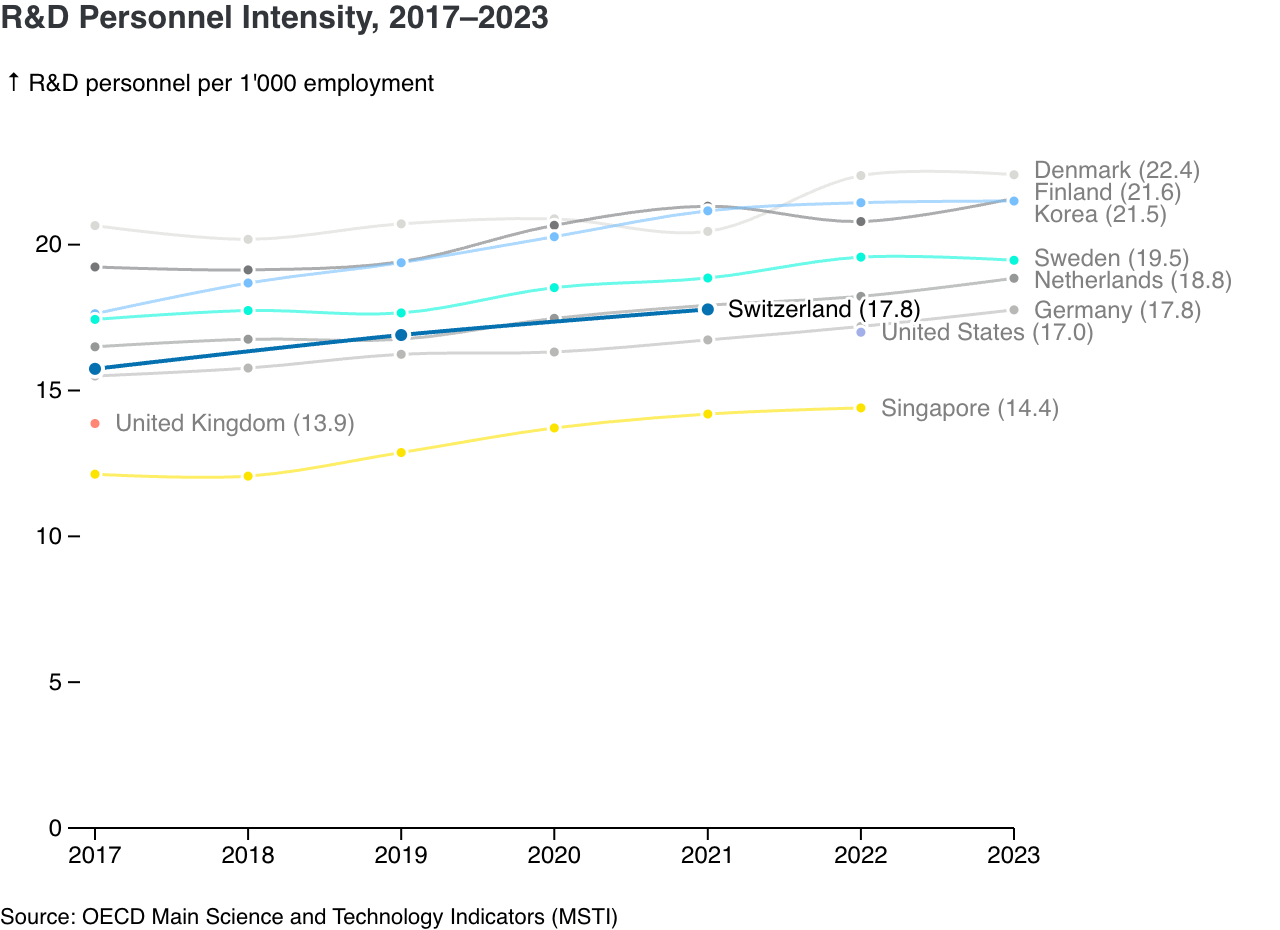 R&D Personnel Intensity, 2017–2023
↑ R&D personnel per 1'000 employment
Denmark (22.4)
Finland (21.6)
Korea (21.5)
20
Sweden (19.5)
Netherlands (18.8)
Switzerland (17.8)
Germany (17.8)
United States (17.0)
15
Singapore (14.4)
United Kingdom (13.9)
10
5
0
2017 2018 2019 2020 2021 2022 2023
Source: OECD Main Science and Technology Indicators (MSTI)